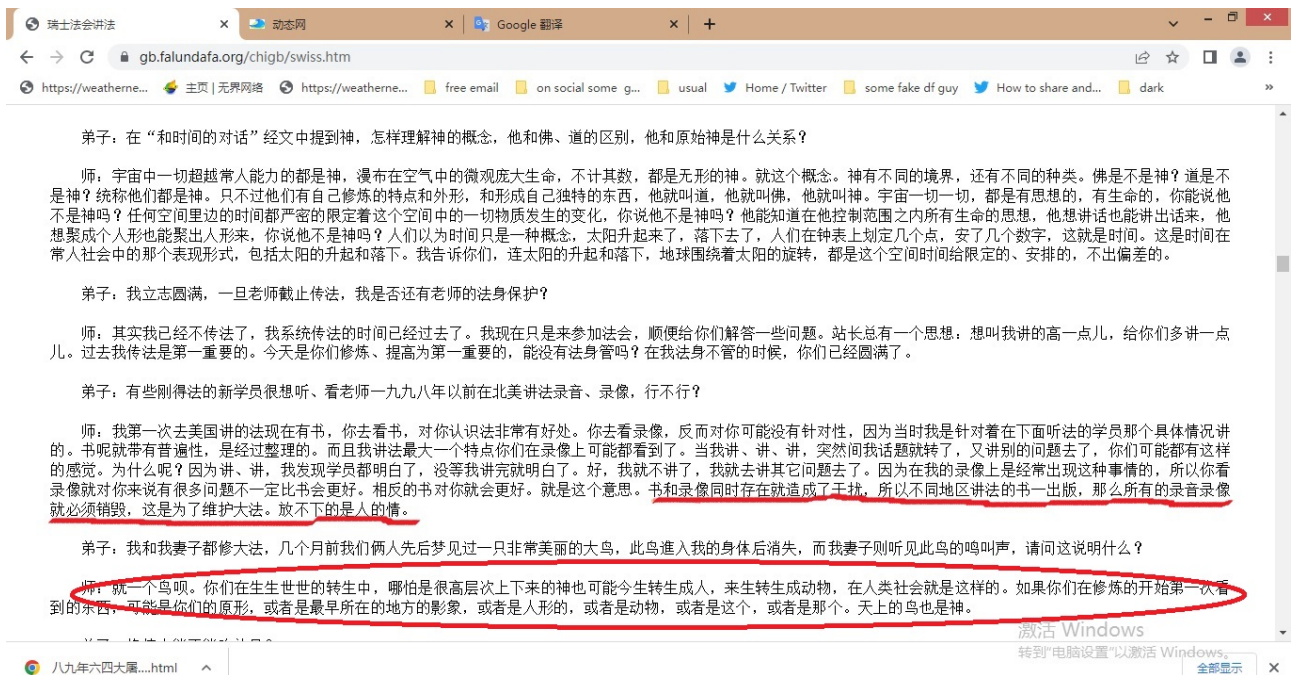 瑞士法会讲法
动态网
Google 翻译
gb.falundafa.org/chigb/swiss.htm
https://weatherne... 主页 | 无界网络 https://weatherne... free email on social some g... usual Home / Twitter some fake df guy How to share and... dark »
弟子：在“和时间的对话”经文中提到神，怎样理解神的概念，他和佛、道的区别，他和原始神是什么关系？
师：宇宙中一切超越常人能力的都是神，漫布在空气中的微观庞大生命，不计其数，都是无形的神。就这个概念。神有不同的境界，还有不同的种类。佛是不是神？道是不
是神？统称他们都是神。只不过他们有自己修炼的特点和外形，和形成自己独特的东西，他就叫道，他就叫佛，他就叫神。宇宙一切一切，都是有思想的，有生命的，你能说他
不是神吗？任何空间里边的时间都严密的限定着这个空间中的一切物质发生的变化，你说他不是神吗？他能知道在他控制范围之内所有生命的思想，他想讲话也能讲出话来，他
想聚成个人形也能聚出人形来，你说他不是神吗？人们以为时间只是一种概念，太阳升起来了，落下去了，人们在钟表上划定几个点，安了几个数字，这就是时间。这是时间在
常人社会中的那个表现形式，包括太阳的升起和落下。我告诉你们，连太阳的升起和落下，地球围绕着太阳的旋转，都是这个空间时间给限定的、安排的，不出偏差的。
弟子：我立志圆满，一旦老师截止传法，我是否还有老师的法身保护？
师：其实我已经不传法了，我系统传法的时间已经过去了。我现在只是来参加法会，顺便给你们解答一些问题。站长总有一个思想：想叫我讲的高一点儿，给你们多讲一点
儿。过去我传法是第一重要的。今天是你们修炼、提高为第一重要的，能没有法身管吗？在我法身不管的时候，你们已经圆满了。
弟子：有些刚得法的新学员很想听、看老师一九九八年以前在北美讲法录音、录像，行不行？
师：我第一次去美国讲的法现在有书，你去看书，对你认识法非常有好处。你去看录像，反而对你可能没有针对性，因为当时我是针对着在下面听法的学员那个具体情况讲
的。书呢就带有普遍性，是经过整理的。而且我讲法最大一个特点你们在录像上可能都看到了。当我讲、讲、讲，突然间我话题就转了，又讲别的问题去了，你们可能都有这样
的感觉。为什么呢？因为讲、讲，我发现学员都明白了，没等我讲完就明白了。好，我就不讲了，我就去讲其它问题去了。因为在我的录像上是经常出现这种事情的，所以你看
录像就对你来说有很多问题不一定比书会更好。相反的书对你就会更好。就是这个意思。书和录像同时存在就造成了干扰，所以不同地区讲法的书一出版，那么所有的录音录像
就必须销毁，这是为了维护大法。放不下的是人的情。
弟子：我和我妻子都修大法，几个月前我们俩人先后梦见过一只非常美丽的大鸟，此鸟进入我的身体后消失，而我妻子则听见此鸟的鸣叫声，请问这说明什么？
师：就一个鸟呗。你们在生生世世的转生中，哪怕是很高层次上下来的神也可能今生转生成人，来生转生成动物，在人类社会就是这样的。如果你们在修炼的开始第一次看
到的东西，可能是你们的原形，或者是最早所在的地方的影象，或者是人形的，或者是动物，或者是这个，或者是那个。天上的鸟也是神。
激活 Windows
转到“电脑设置”以激活 Windows。
八九年六四大屠....html
全部显示